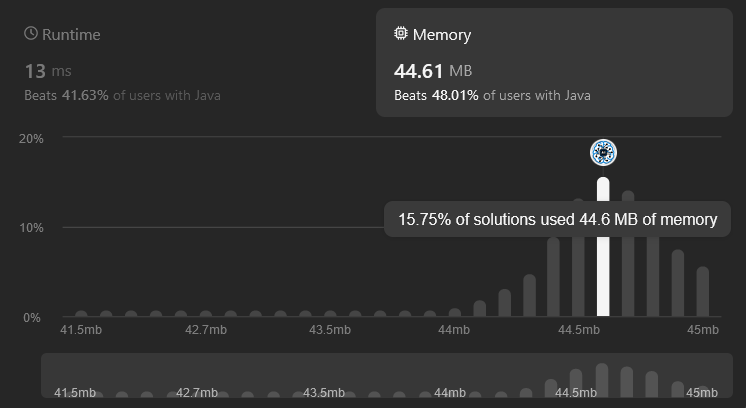 Runtime
13 ms
Beats 41.63% of users with Java
Memory
44.61 MB
Beats 48.01% of users with Java
20%
10%
0%
15.75% of solutions used 44.6 MB of memory
41.5mb 42.7mb 43.5mb 44mb 44.5mb 45mb
41.5mb 42.7mb 43.5mb 44mb 44.5mb 45mb